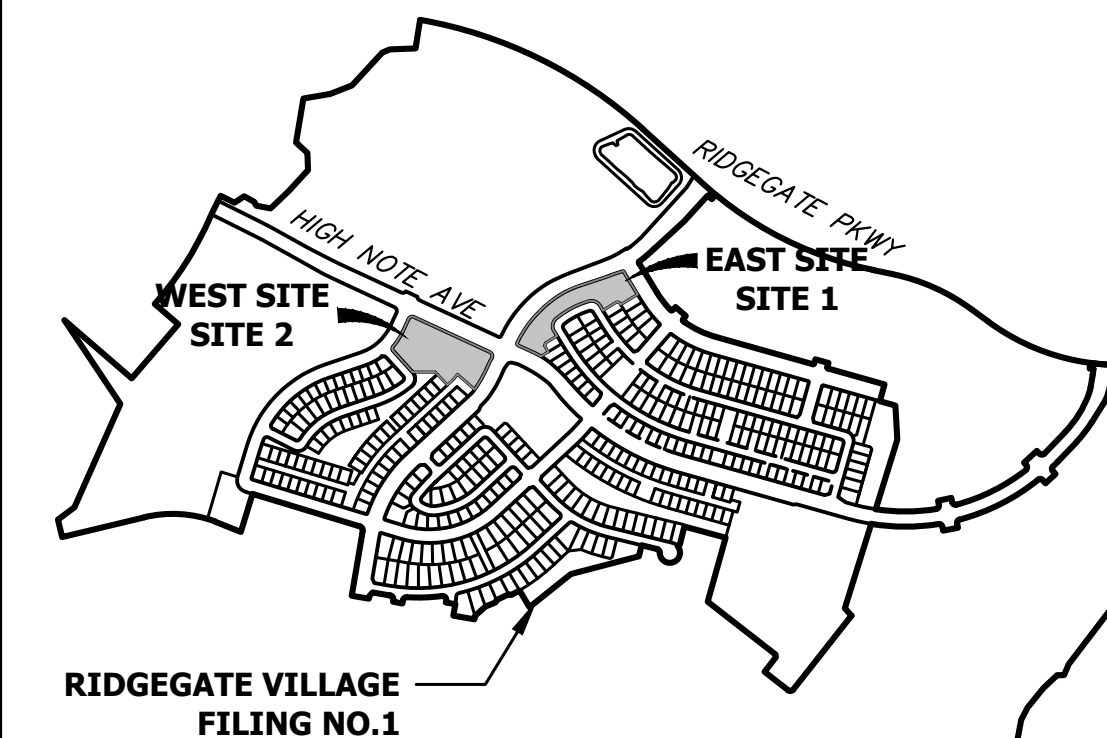 RIDGEGATE PKWY
HIGH NOTE AVE
EAST SITE
SITE 1
WEST SITE
SITE 2
RIDGEGATE VILLAGE
FILING NO.1